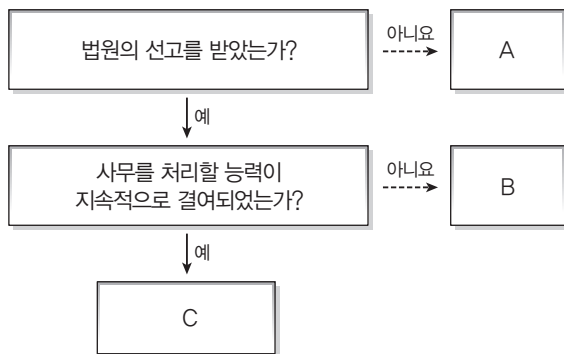 법원의 선고를 받았는가?
아니요
A
예
사무를 처리할 능력이
지속적으로 결여되었는가?
아니요
B
예
C